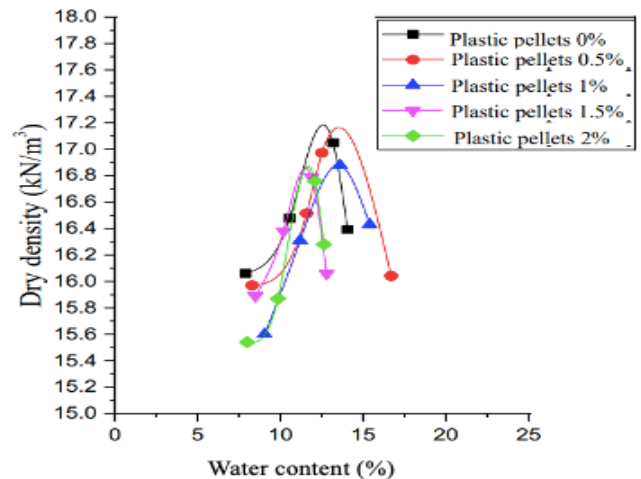 18.0
17.8
17.6
17.4
17.2
17.0
16.8
16.6
16.4
16.2
16.0
15.8
15.6
15.4
15.2
15.0
Dry density (kN/m³)
Plastic pellets 0%
Plastic pellets 0.5%
Plastic pellets 1%
Plastic pellets 1.5%
Plastic pellets 2%
0 5 10 15 20 25
Water content (%)